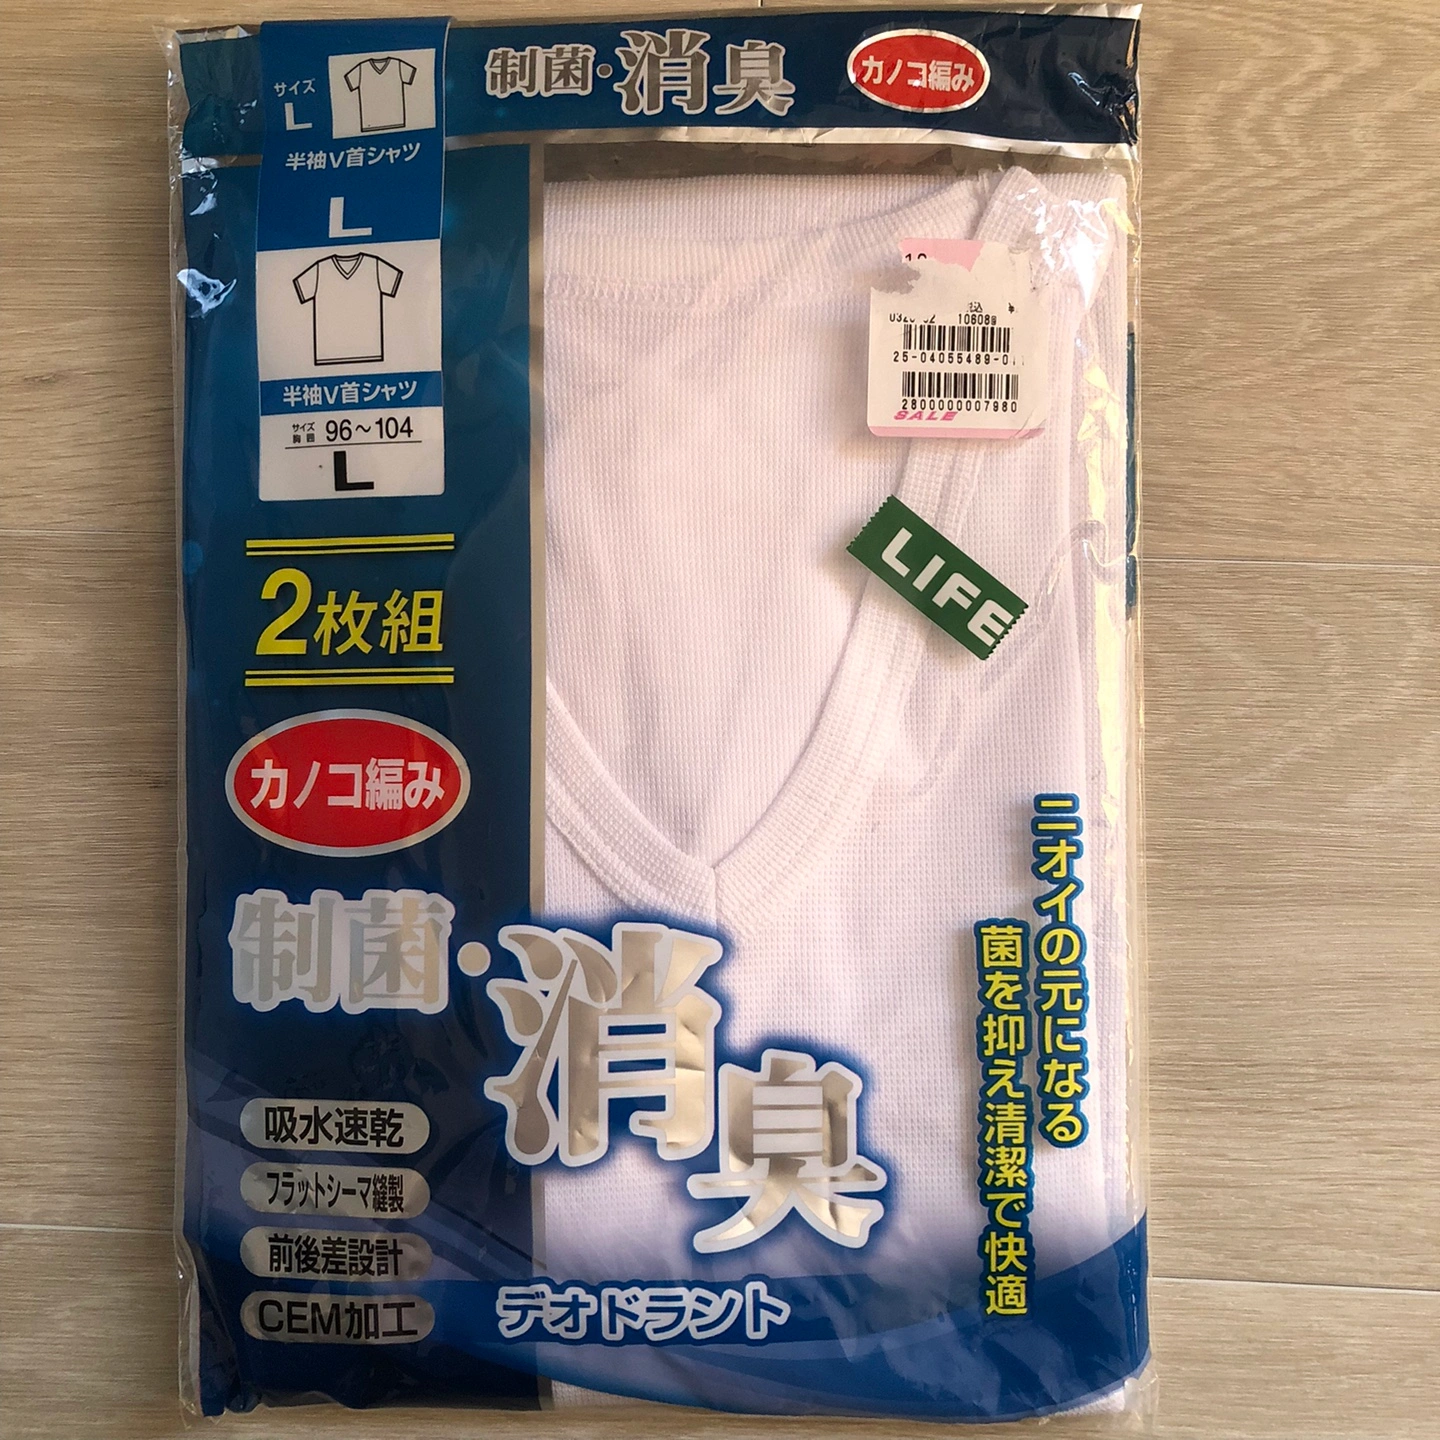 制菌・消臭
カノコ編み
サイズ
L
半袖V首シャツ
L
半袖V首シャツ
サイズ
胸囲 96～104
L
10608
25-04055489-01
2800000007980
SALE
LIFE
2枚組
カノコ編み
制菌・消臭
ニオイの元になる
菌を抑え清潔で快適
吸水速乾
フラットシーマ縫製
前後差設計
CEM加工
デオドラント